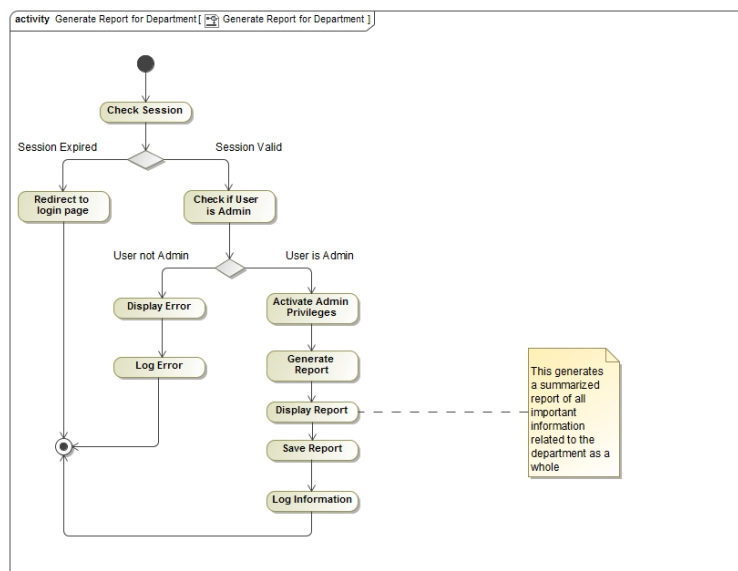 activity Generate Report for Department [ Generate Report for Department ]
Check Session
Session Expired
Session Valid
Redirect to
login page
Check if User
is Admin
User not Admin
User is Admin
Display Error
Activate Admin
Privileges
Log Error
Generate
Report
Display Report
This generates
a summarized
report of all
important
information
related to the
department as a
whole
Save Report
Log Information